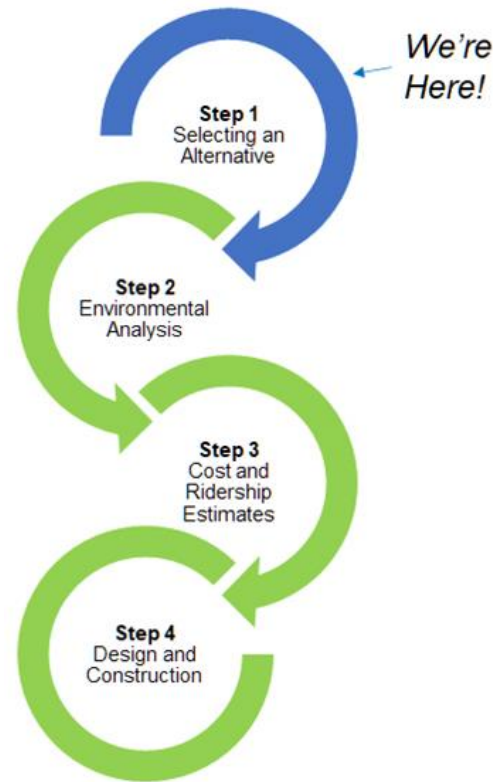 We're
Here!
Step 1
Selecting an
Alternative
Step 2
Environmental
Analysis
Step 3
Cost and
Ridership
Estimates
Step 4
Design and
Construction